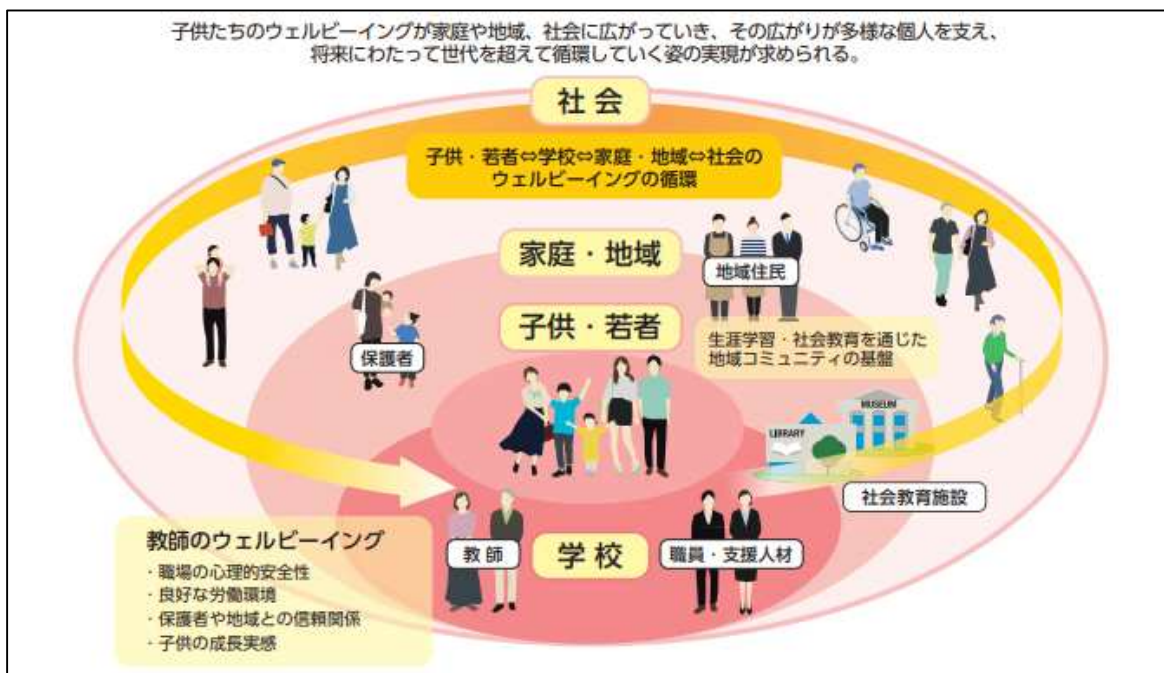 子供たちのウェルビーイングが家庭や地域、社会に広がっていき、その広がりが多様な個人を支え、
将来にわたって世代を超えて循環していく姿の実現が求められる。
社会
子供・若者⇔学校⇔家庭・地域⇔社会の
ウェルビーイングの循環
家庭・地域
地域住民
子供・若者
保護者
生涯学習・社会教育を通じた
地域コミュニティの基盤
MUSEUM
LIBRARY
社会教育施設
教師
学校
職員・支援人材
教師のウェルビーイング
・職場の心理的安全性
・良好な労働環境
・保護者や地域との信頼関係
・子供の成長実感